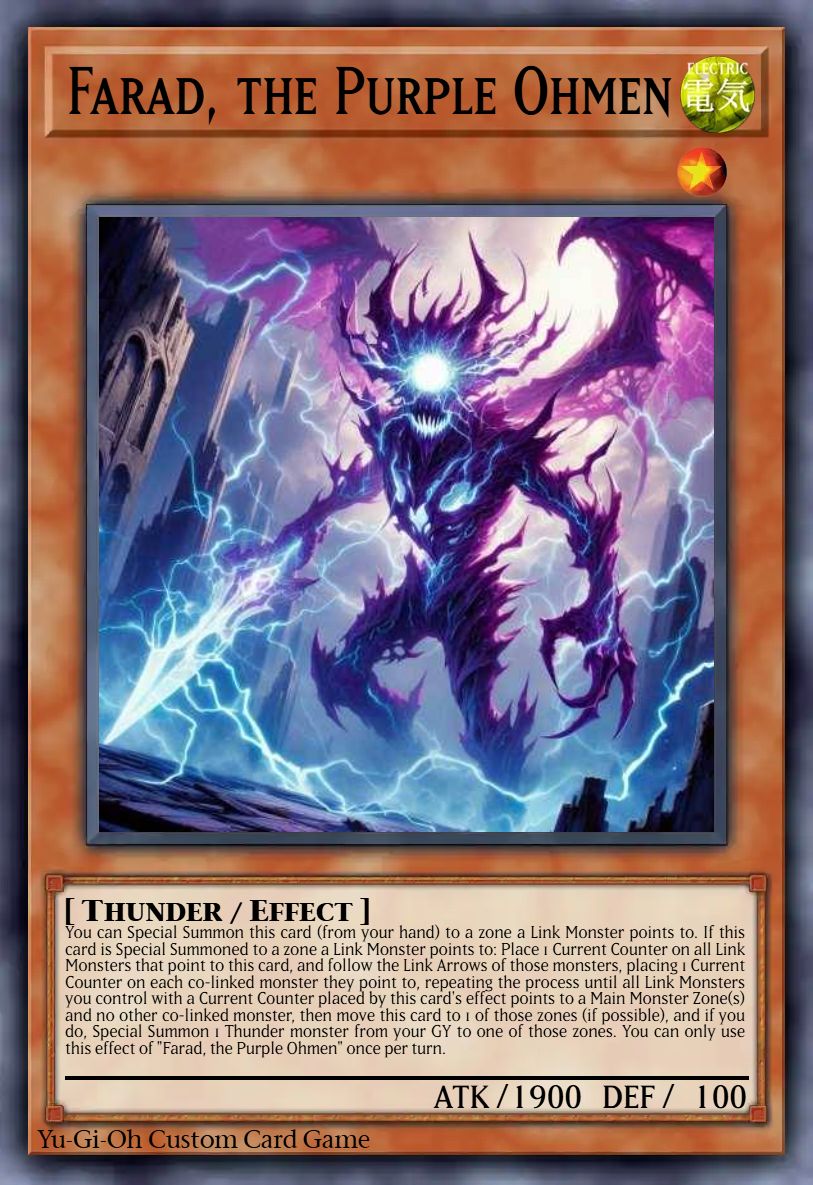 Farad, the Purple Ohmen
ELECTRIC
電気
[ Thunder / Effect ]
You can Special Summon this card (from your hand) to a zone a Link Monster points to. If this
card is Special Summoned to a zone a Link Monster points to: Place 1 Current Counter on all Link
Monsters that point to this card, and follow the Link Arrows of those monsters, placing 1 Current
Counter on each co-linked monster they point to, repeating the process until all Link Monsters
you control with a Current Counter placed by this card's effect points to a Main Monster Zone(s)
and no other co-linked monster, then move this card to 1 of those zones (if possible), and if you
do, Special Summon 1 Thunder monster from your GY to one of those zones. You can only use
this effect of "Farad, the Purple Ohmen" once per turn.
ATK / 1900 DEF / 100
Yu-Gi-Oh Custom Card Game